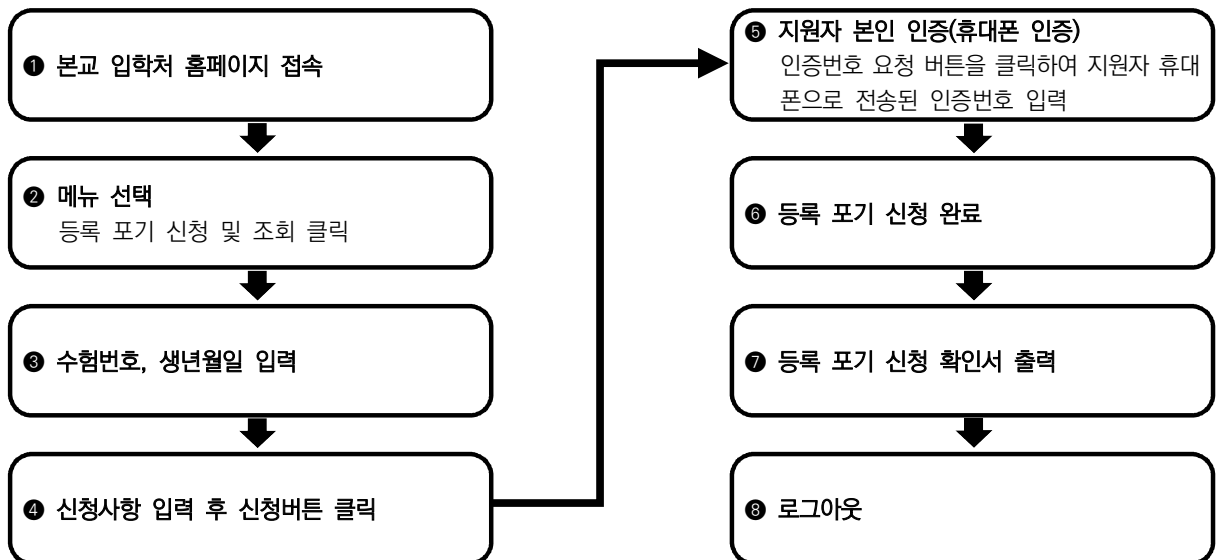 ❶ 본교 입학처 홈페이지 접속
❷ 메뉴 선택
등록 포기 신청 및 조회 클릭
❸ 수험번호, 생년월일 입력
❹ 신청사항 입력 후 신청버튼 클릭
❺ 지원자 본인 인증(휴대폰 인증)
인증번호 요청 버튼을 클릭하여 지원자 휴대
폰으로 전송된 인증번호 입력
❻ 등록 포기 신청 완료
❼ 등록 포기 신청 확인서 출력
❽ 로그아웃